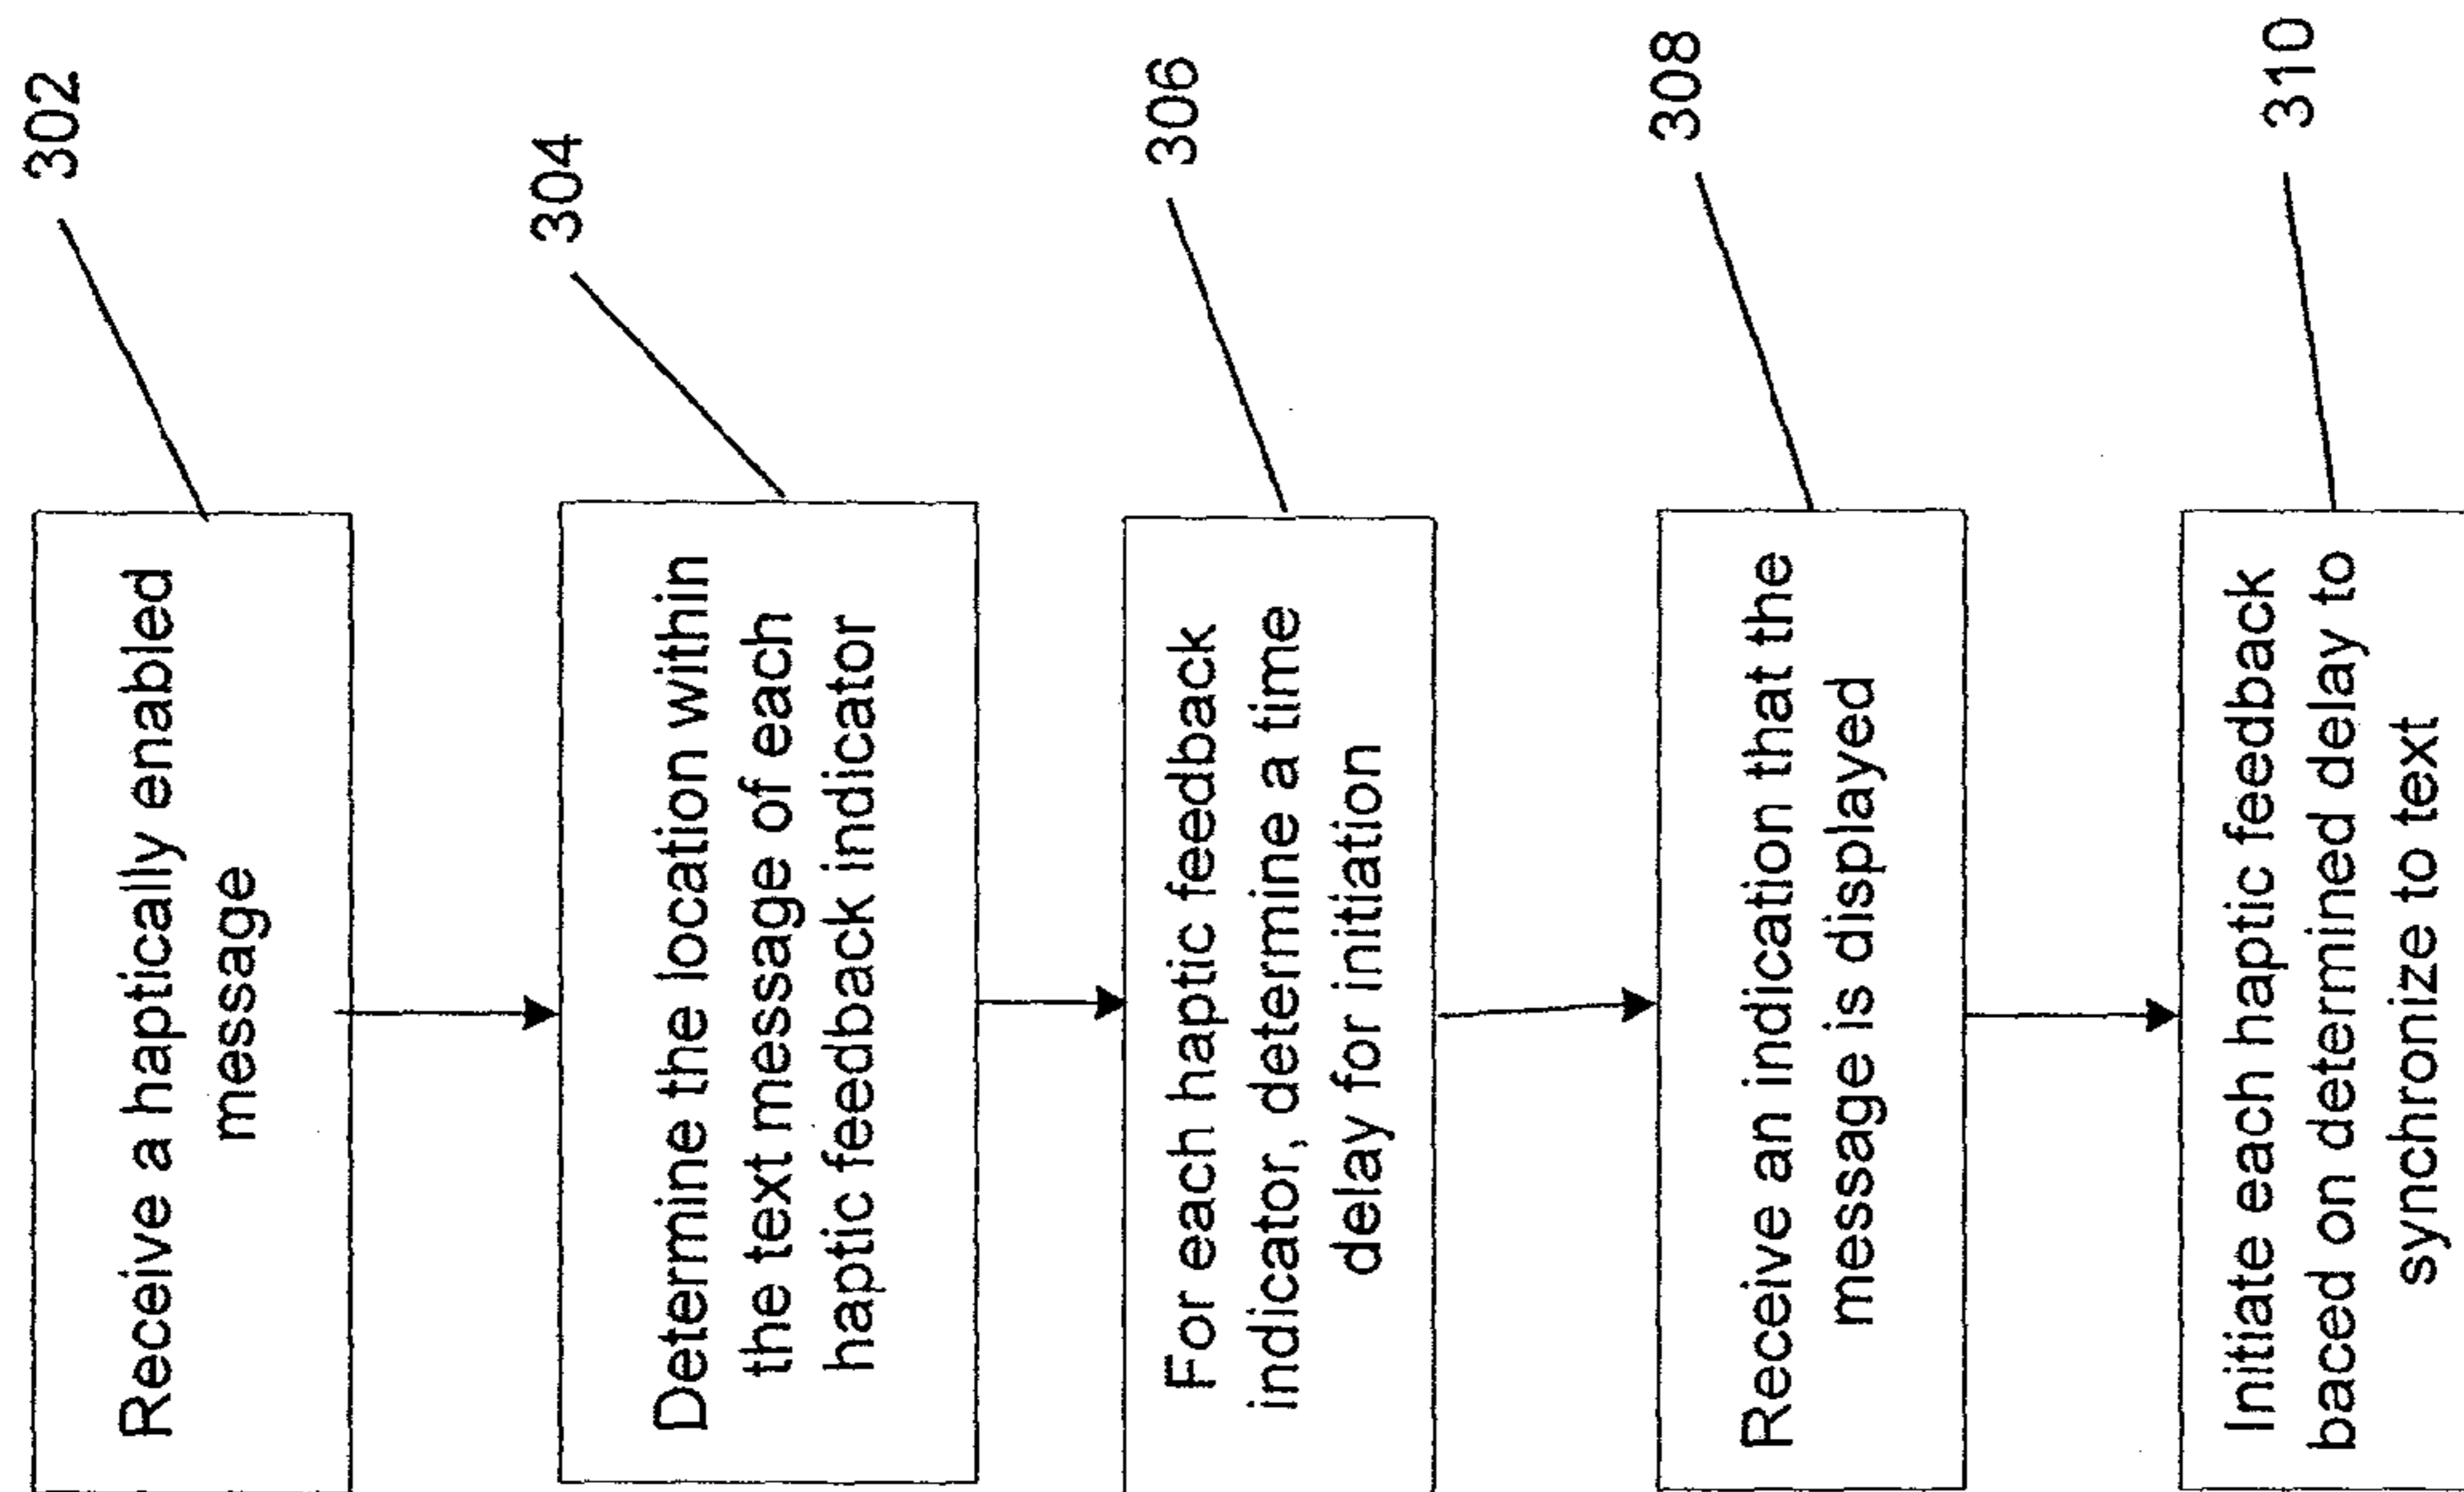 Receive a haptically enabled
message
302
Determine the location within
the text message of each
haptic feedback indicator
304
For each haptic feedback
indicator, determine a time
delay for initiation
306
Receive an indication that the
message is displayed
308
Initiate each haptic feedback
baced on determined delay to
synchronize to text
310